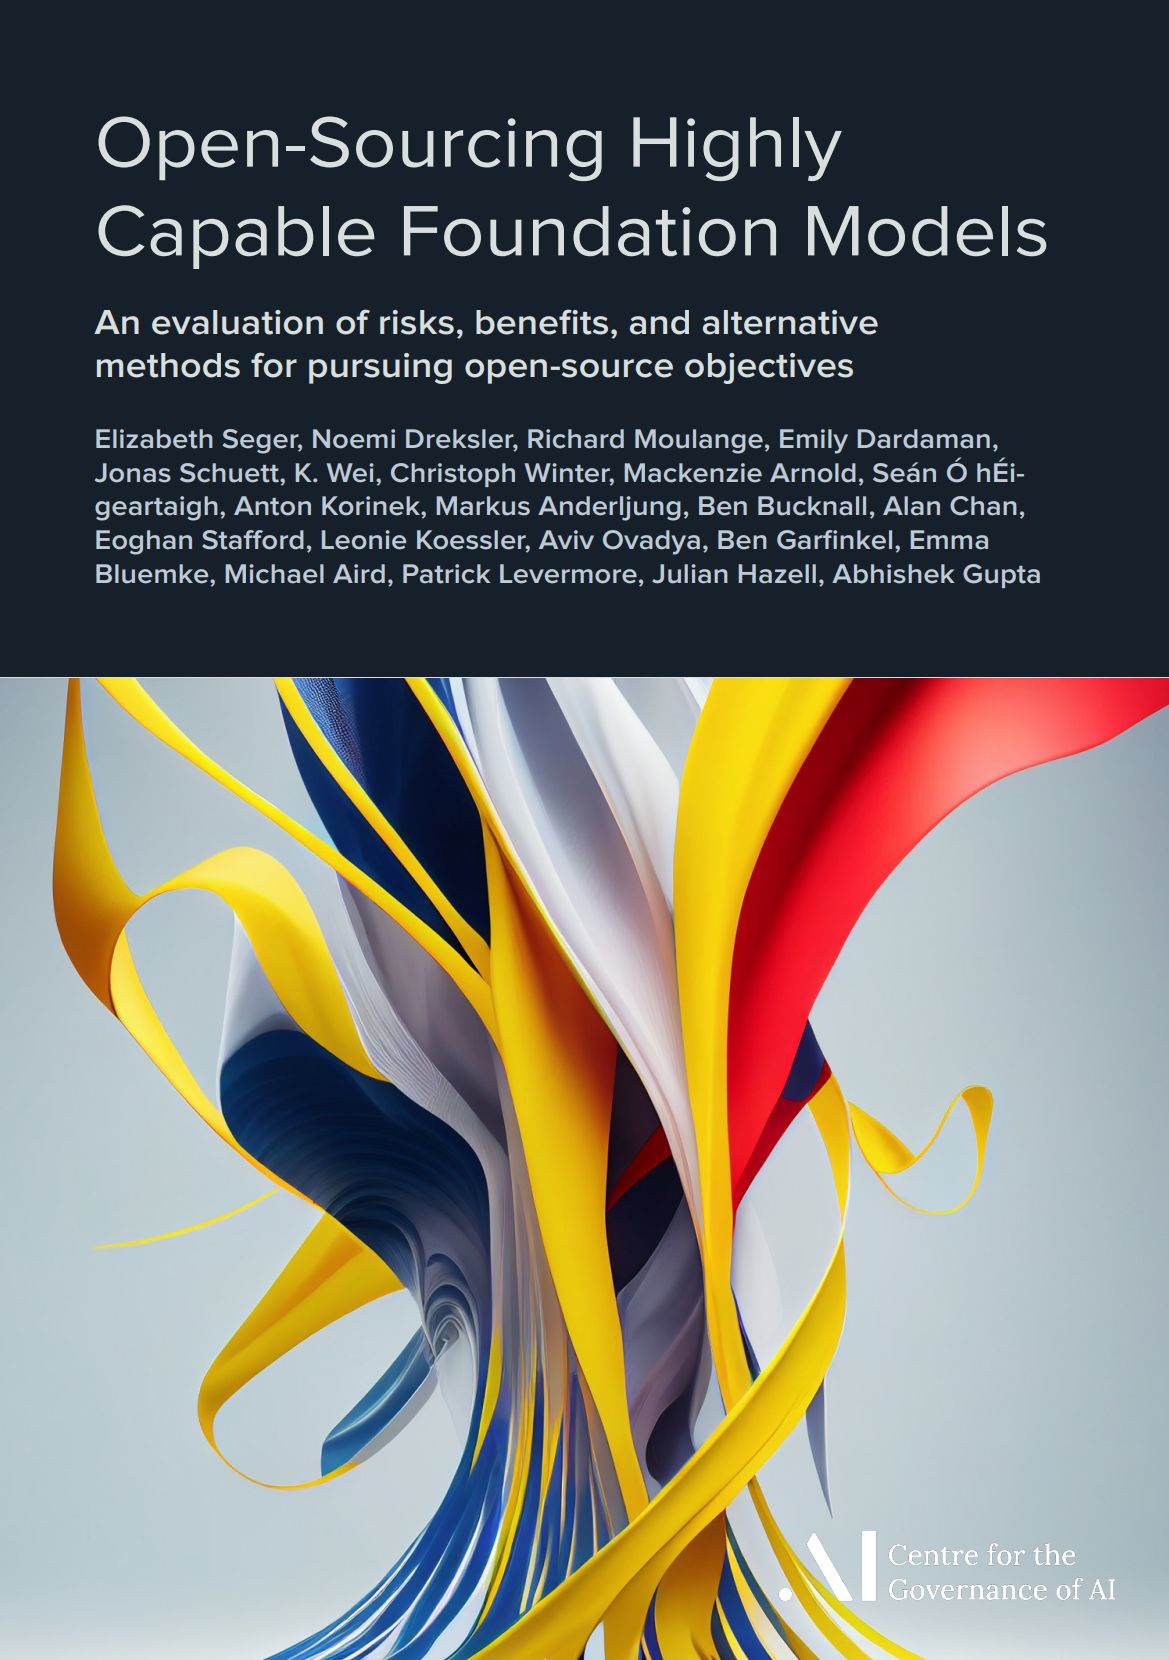 Open-Sourcing Highly
Capable Foundation Models
An evaluation of risks, benefits, and alternative
methods for pursuing open-source objectives
Elizabeth Seger, Noemi Dreksler, Richard Moulange, Emily Dardaman,
Jonas Schuett, K. Wei, Christoph Winter, Mackenzie Arnold, Seán Ó hÉi-
geartaigh, Anton Korinek, Markus Anderljung, Ben Bucknall, Alan Chan,
Eoghan Stafford, Leonie Koessler, Aviv Ovadya, Ben Garfinkel, Emma
Bluemke, Michael Aird, Patrick Levermore, Julian Hazell, Abhishek Gupta
.AI Centre for the
Governance of AI